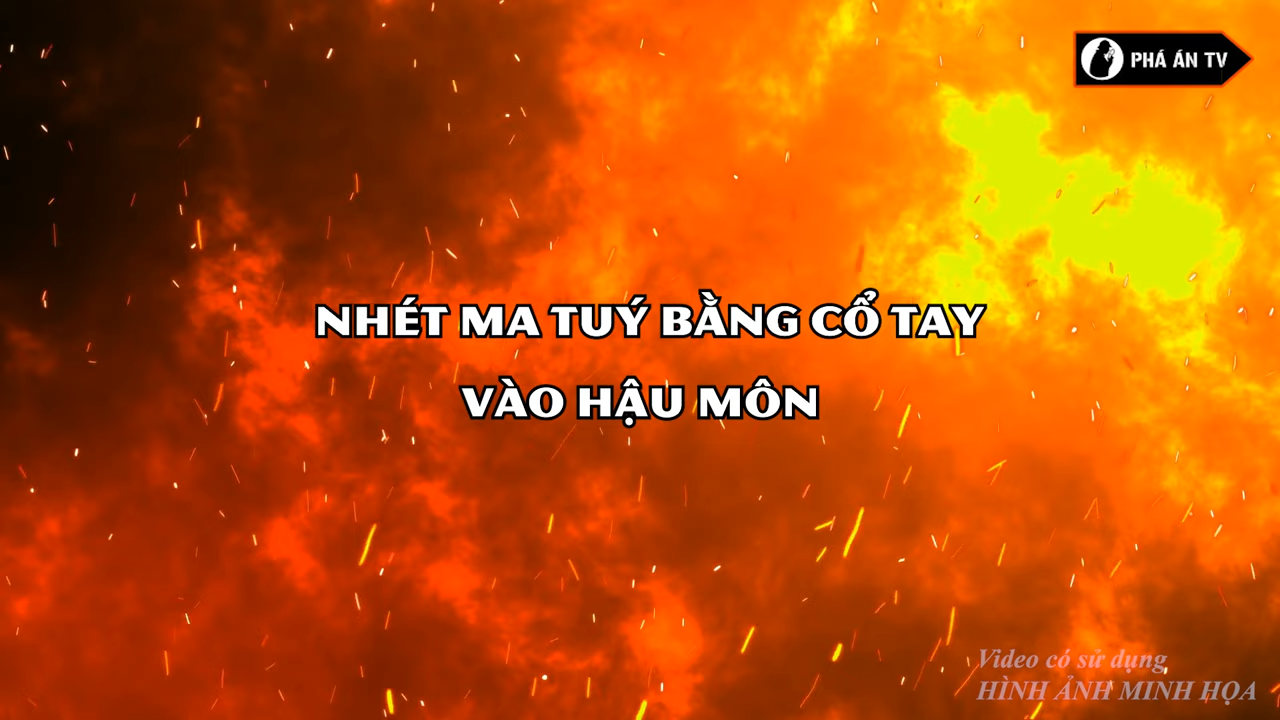 PHÁ ÁN TV
NHÉT MA TUÝ BẰNG CỔ TAY
VÀO HẬU MÔN
Video có sử dụng
HÌNH ẢNH MINH HỌA